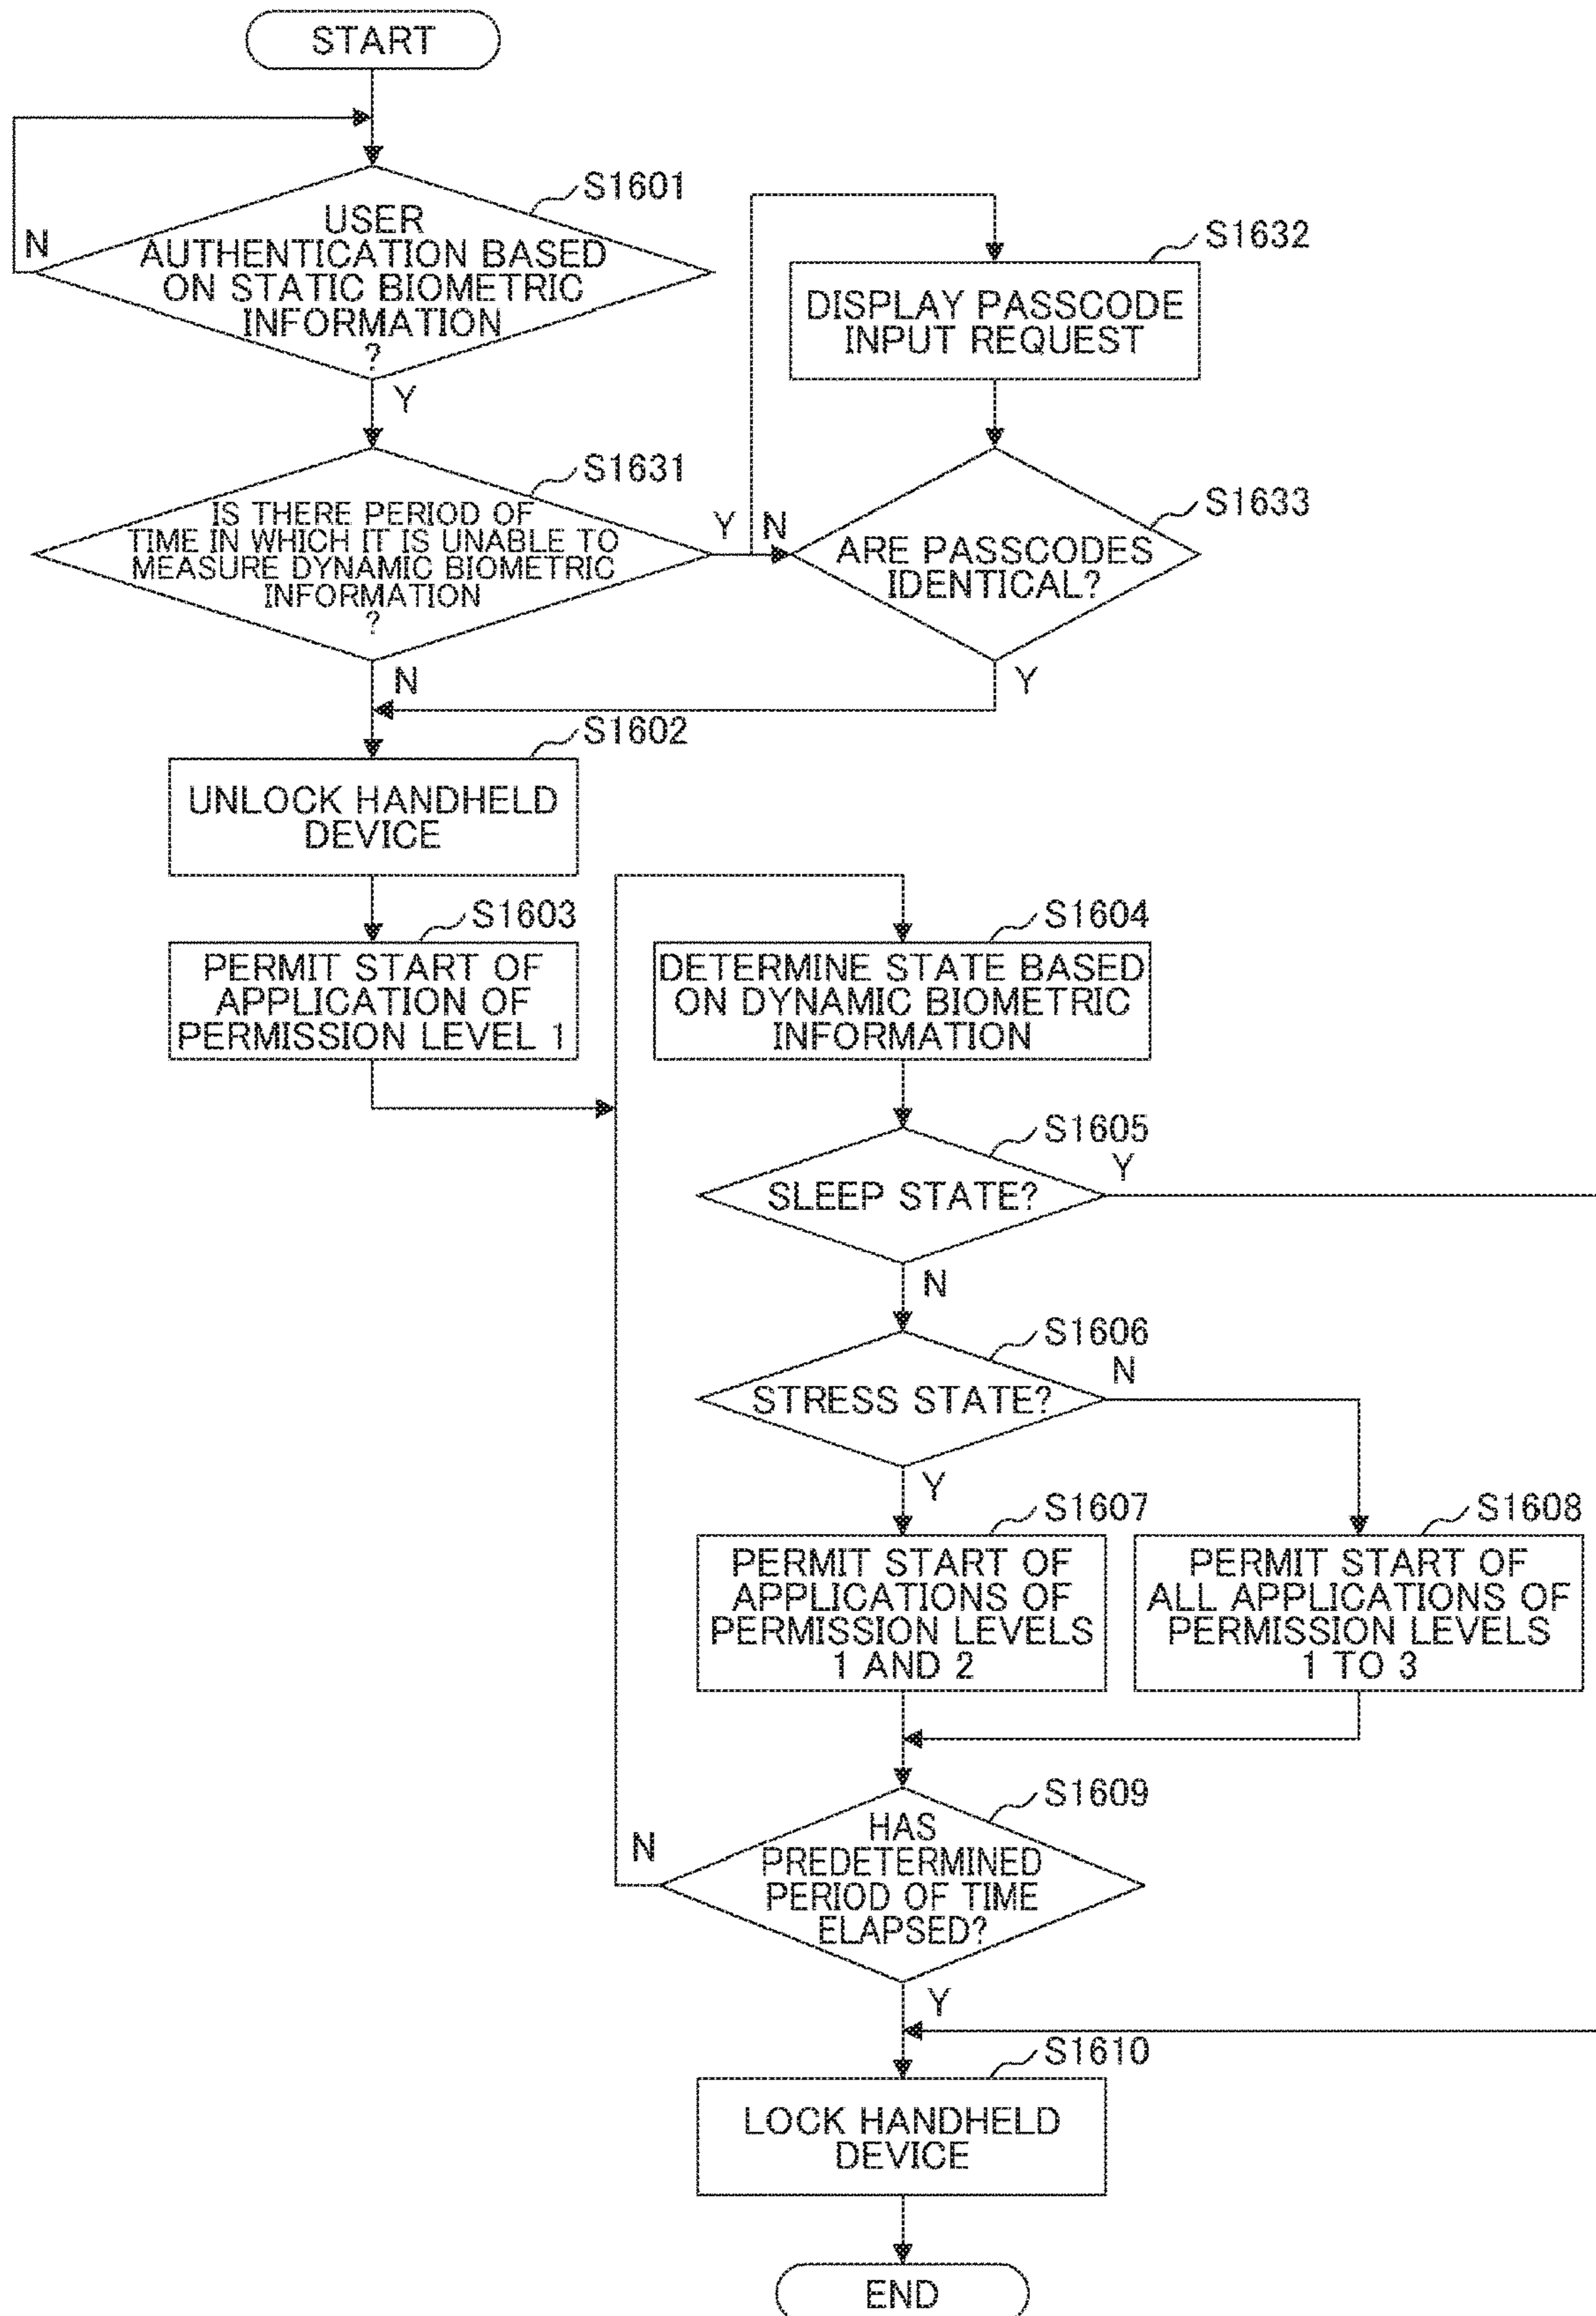 START
S1601
USER
AUTHENTICATION BASED
ON STATIC BIOMETRIC
INFORMATION
?
N
Y
S1632
DISPLAY PASSCODE
INPUT REQUEST
S1631
IS THERE PERIOD OF
TIME IN WHICH IT IS UNABLE TO
MEASURE DYNAMIC BIOMETRIC
INFORMATION
?
Y
N
N
S1633
ARE PASSCODES
IDENTICAL?
Y
S1602
UNLOCK HANDHELD
DEVICE
S1603
PERMIT START OF
APPLICATION OF
PERMISSION LEVEL 1
S1604
DETERMINE STATE BASED
ON DYNAMIC BIOMETRIC
INFORMATION
S1605
SLEEP STATE?
Y
N
S1606
STRESS STATE?
N
Y
S1607
PERMIT START OF
APPLICATIONS OF
PERMISSION LEVELS
1 AND 2
S1608
PERMIT START OF
ALL APPLICATIONS OF
PERMISSION LEVELS
1 TO 3
S1609
HAS
PREDETERMINED
PERIOD OF TIME
ELAPSED?
N
Y
S1610
LOCK HANDHELD
DEVICE
END